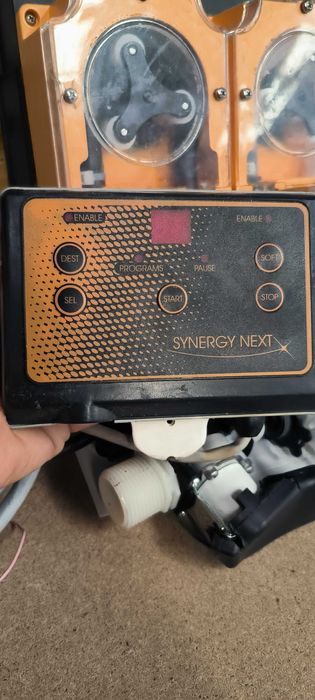 ENABLE
ENABLE
DEST
SOFT
PROGRAMS
PAUSE
SEL
START
STOP
SYNERGY NEXT